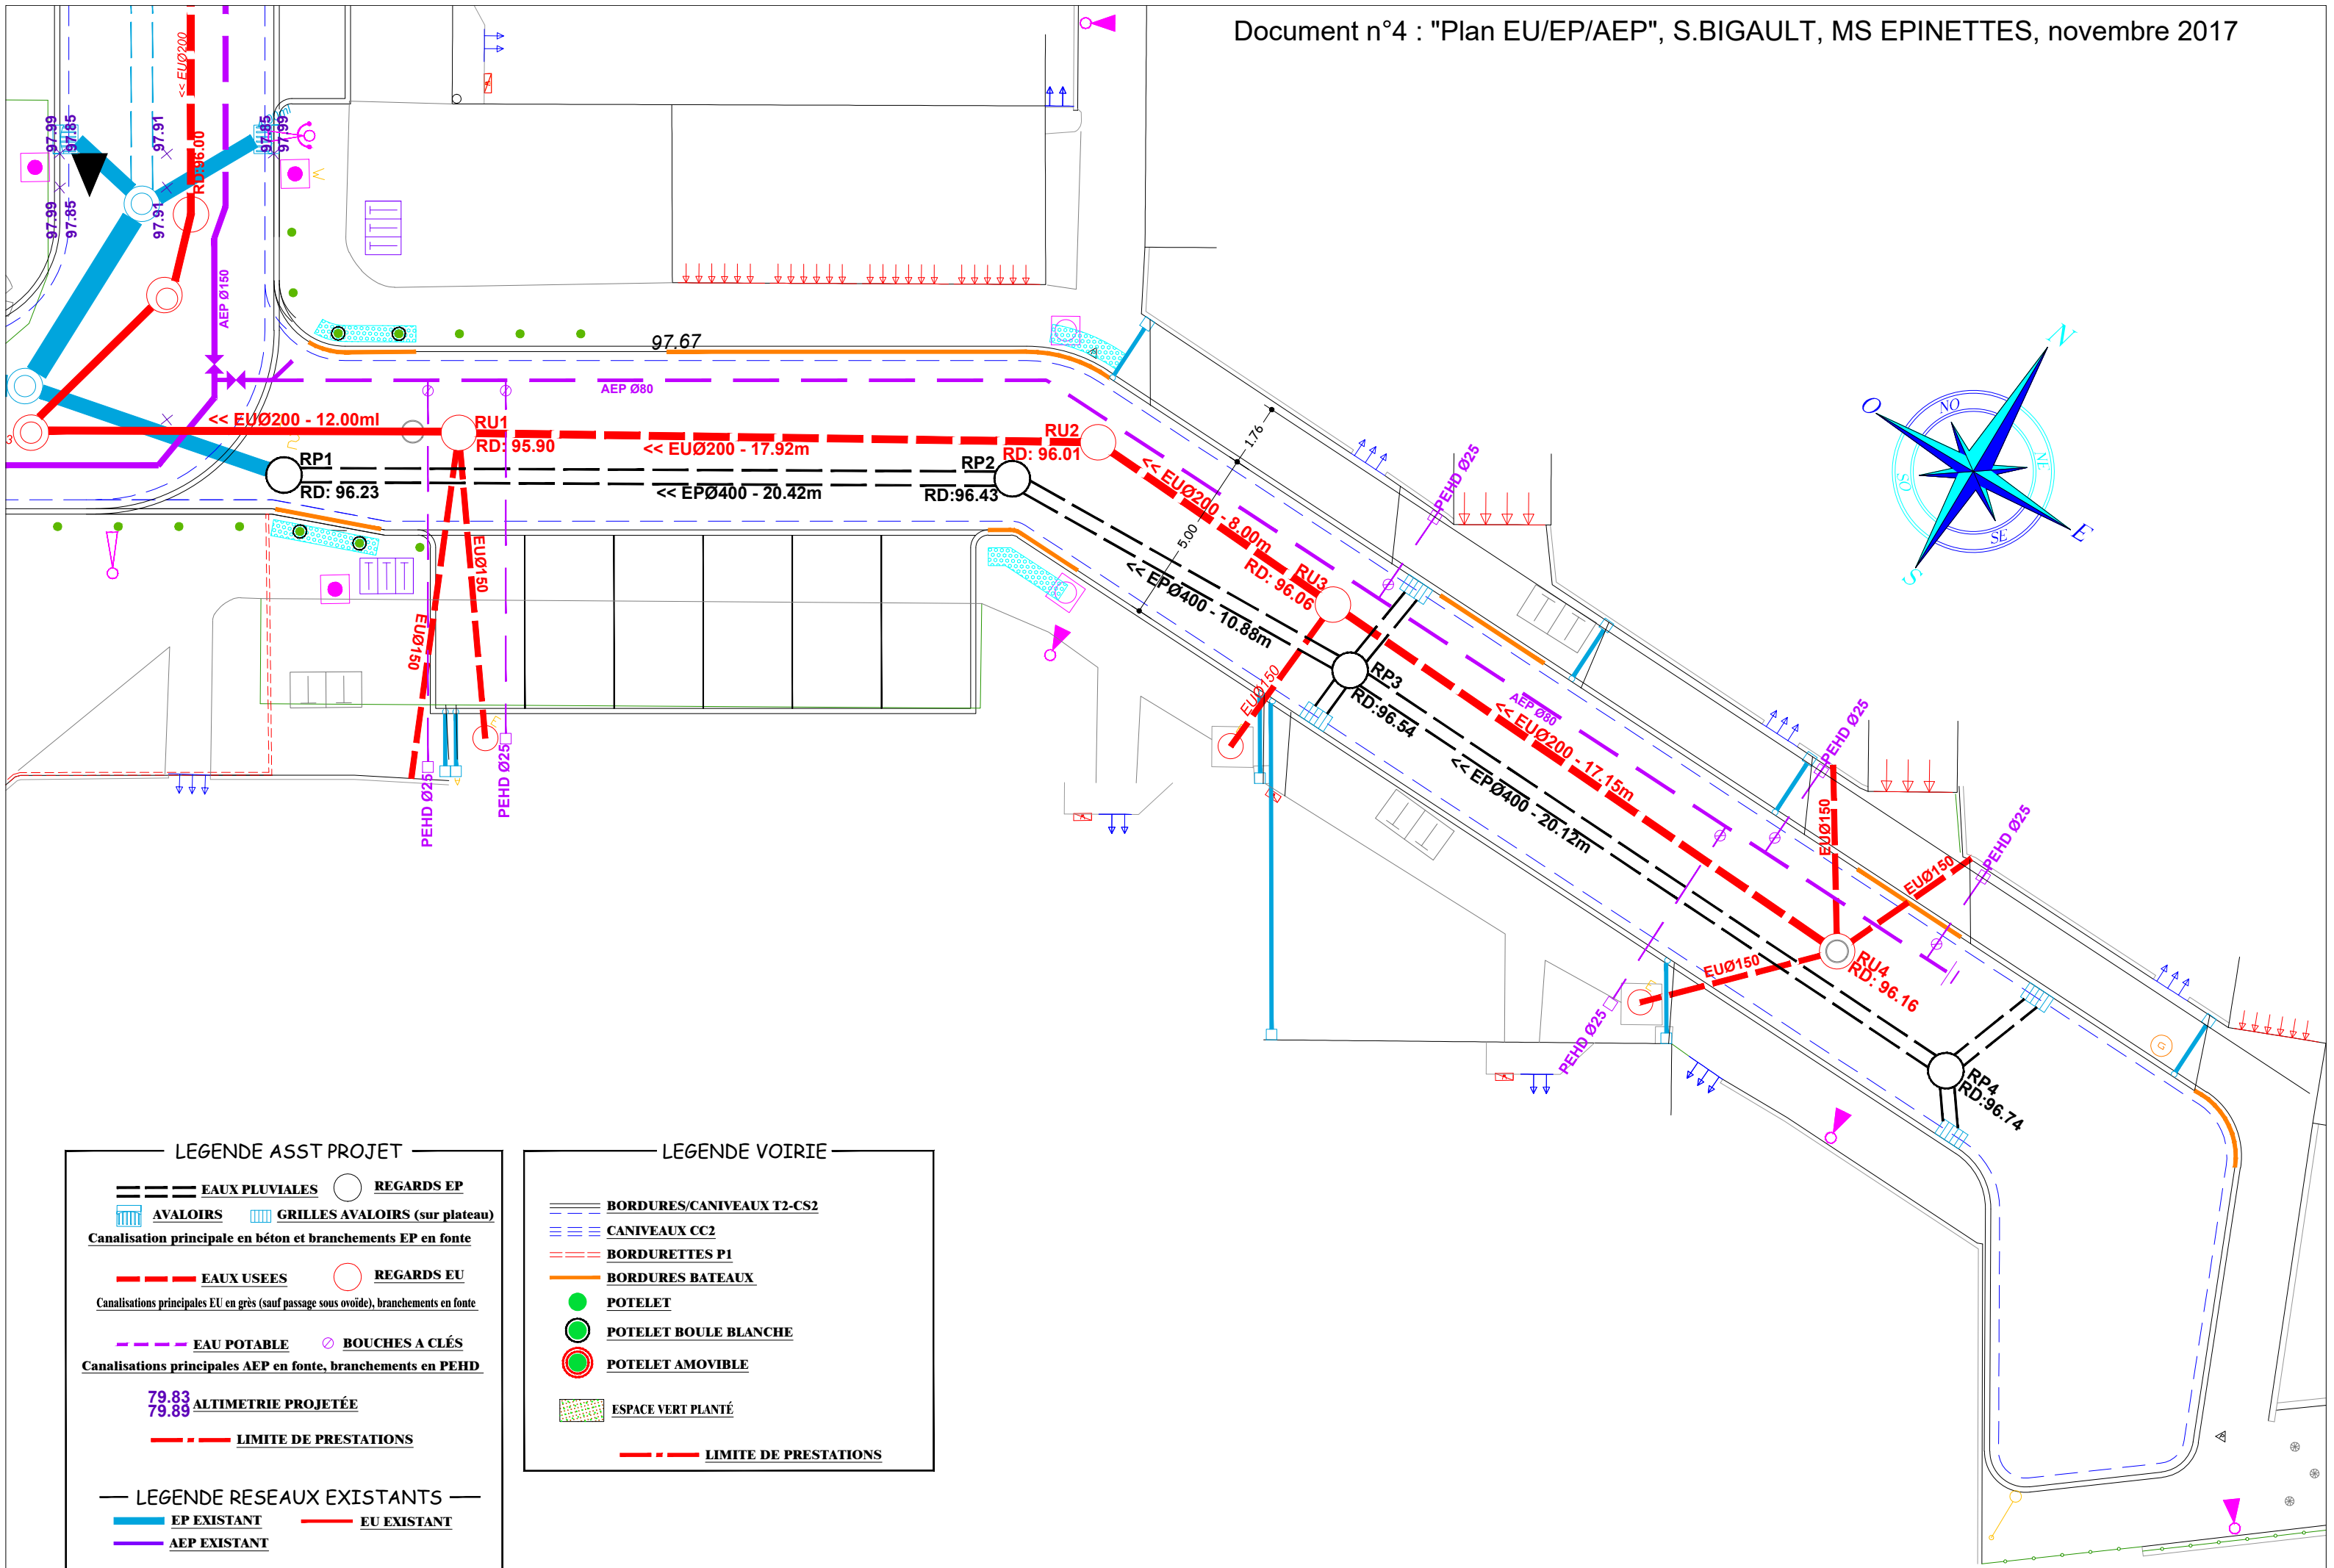 Document n°4 : "Plan EU/EP/AEP", S.BIGAULT, MS EPINETTES, novembre 2017
<< EUØ200
RD:96.00
97.99
97.85
97.91
97.85
97.99
97.99
97.85
97.91
AEP Ø150
97.67
AEP Ø80
<< EUØ200 - 12.00ml
RU1
RD: 95.90
<< EUØ200 - 17.92m
RU2
RD: 96.01
RP1
RD: 96.23
<< EPØ400 - 20.42m
RP2
RD:96.43
3
EUØ150
EUØ150
PEHD Ø25
PEHD Ø25
1.76
5.00
<< EUØ200 - 8.00m
RU3
RD: 96.06
<< EPØ400 - 10.88m
EUØ150
RP3
RD:96.54
PEHD Ø25
AEP Ø80
<< EUØ200 - 17.15m
<< EPØ400 - 20.12m
PEHD Ø25
EUØ150
PEHD Ø25
EUØ150
EUØ150
RU4
RD: 96.16
PEHD Ø25
RP4
RD:96.74
G
N
NO
O
NE
SO
SE
E
S
LEGENDE ASST PROJET
EAUX PLUVIALES
REGARDS EP
AVALOIRS
GRILLES AVALOIRS (sur plateau)
Canalisation principale en béton et branchements EP en fonte
EAUX USEES
REGARDS EU
Canalisations principales EU en grès (sauf passage sous ovoïde), branchements en fonte
EAU POTABLE
BOUCHES A CLÉS
Canalisations principales AEP en fonte, branchements en PEHD
79.83
79.89
ALTIMETRIE PROJETÉE
LIMITE DE PRESTATIONS
LEGENDE RESEAUX EXISTANTS
EP EXISTANT
EU EXISTANT
AEP EXISTANT
LEGENDE VOIRIE
BORDURES/CANIVEAUX T2-CS2
CANIVEAUX CC2
BORDURETTES P1
BORDURES BATEAUX
POTELET
POTELET BOULE BLANCHE
POTELET AMOVIBLE
ESPACE VERT PLANTÉ
LIMITE DE PRESTATIONS